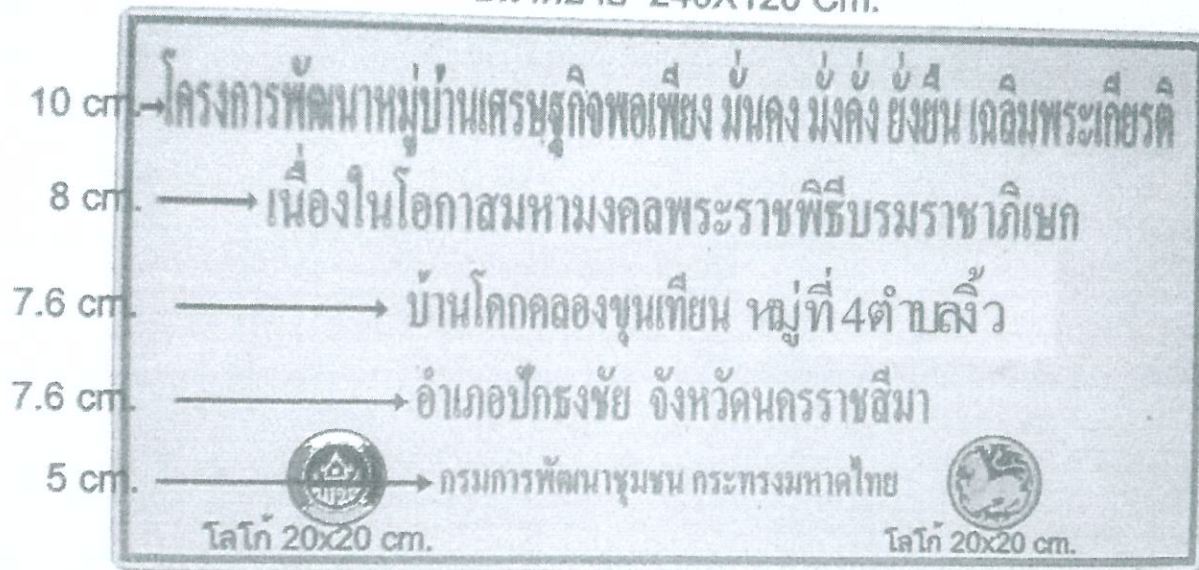 240x120 Cm.
10 cm. โครงการพัฒนาหมู่บ้านเศรษฐกิจพอเพียง มั่นคง มั่งคั่ง ยั่งยืน เฉลิมพระเกียรติ
8 cm. เนื่องในโอกาสมหามงคลพระราชพิธีบรมราชาภิเษก
7.6 cm. บ้านโคกคลองขุนเทียน หมู่ที่ 4ตำบลงิ้ว
7.6 cm. อำเภอปักธงชัย จังหวัดนครราชสีมา
5 cm. กรมการพัฒนาชุมชน กระทรงมหาดไทย
โลโก้ 20x20 cm. โลโก้ 20x20 cm.